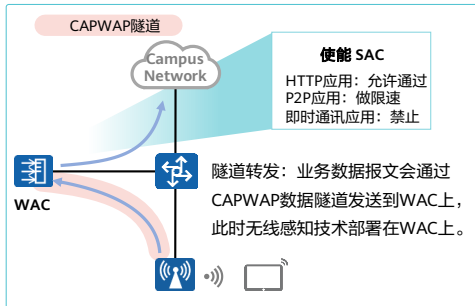 CAPWAP隧道
Campus
Network
使能 SAC
HTTP应用：允许通过
P2P应用：做限速
即时通讯应用：禁止
WAC
隧道转发：业务数据报文会通过
CAPWAP数据隧道发送到WAC上，
此时无线感知技术部署在WAC上。